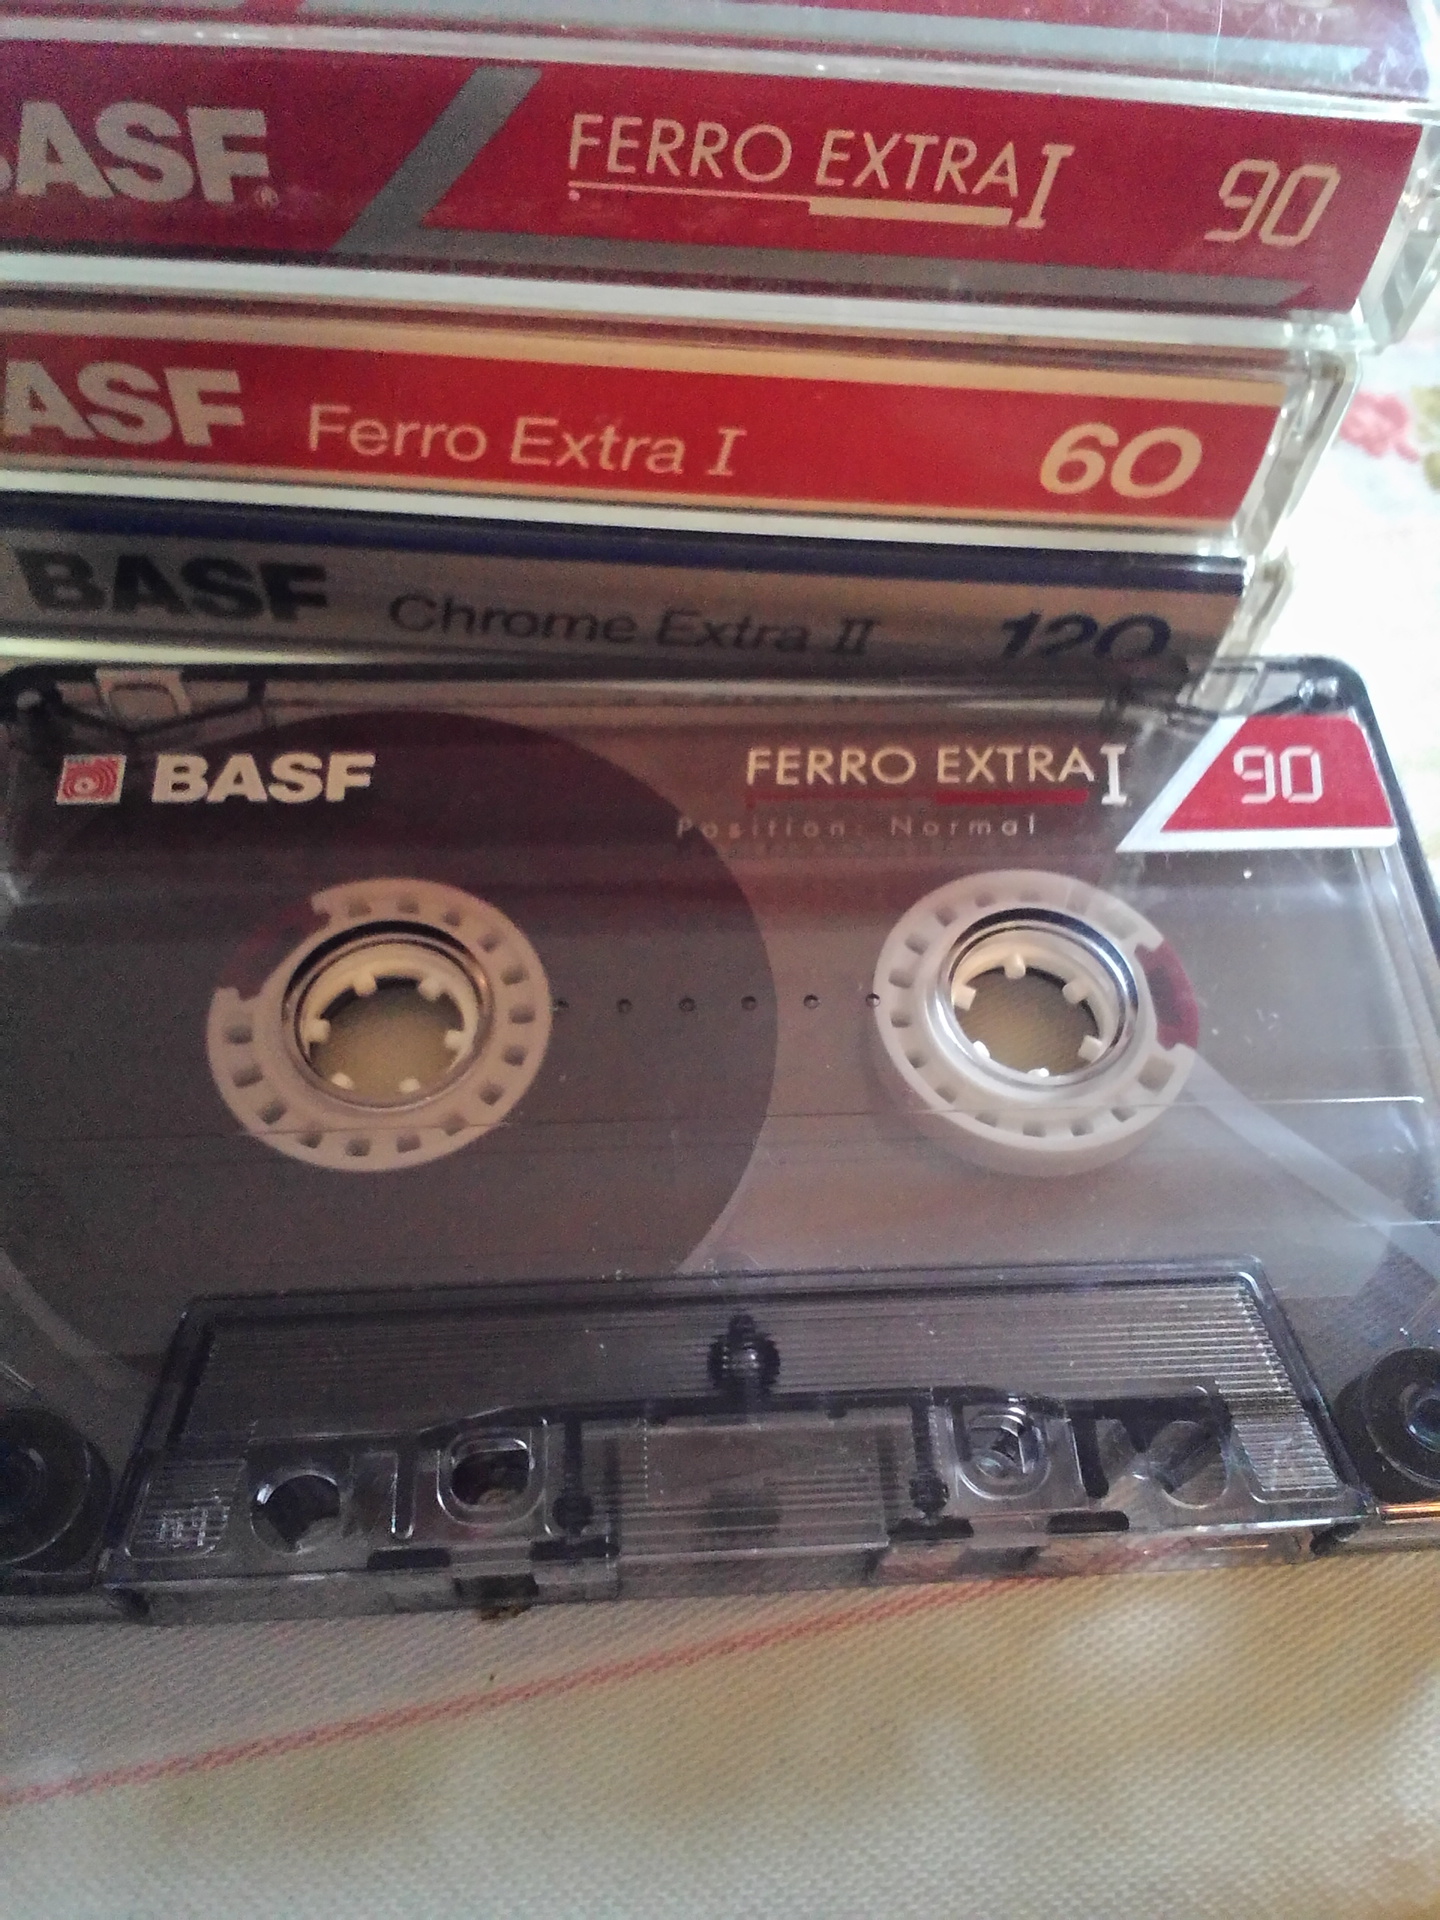 BASF® FERRO EXTRA I 90
BASF Ferro Extra I 60
BASF Chrome Extra II 120
BASF FERRO EXTRA I 90
Position: Normal